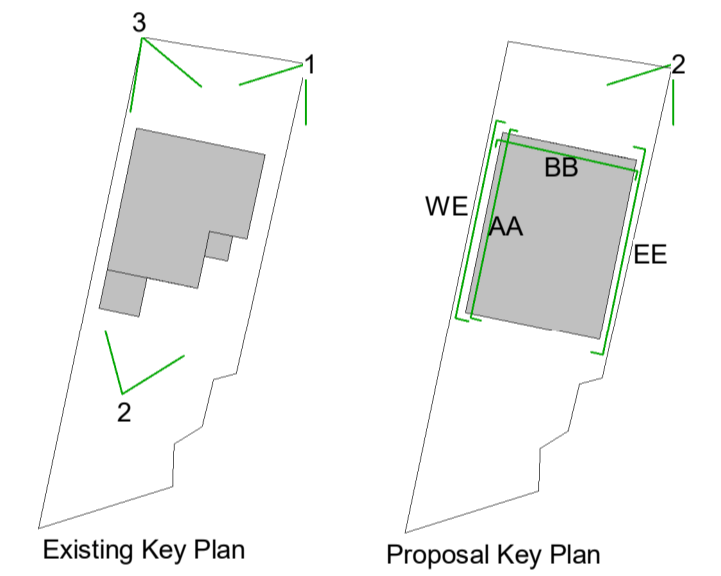 3
1
2
Existing Key Plan
2
BB
WE
AA
EE
Proposal Key Plan